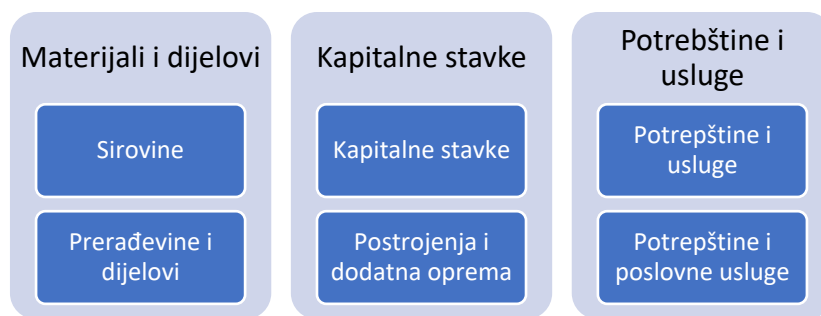 Materijali i dijelovi
Sirovine
Prerađevine i
dijelovi
Kapitalne stavke
Kapitalne stavke
Postrojenja i
dodatna oprema
Potrebštine i
usluge
Potrepštine i
usluge
Potrepštine i
poslovne usluge